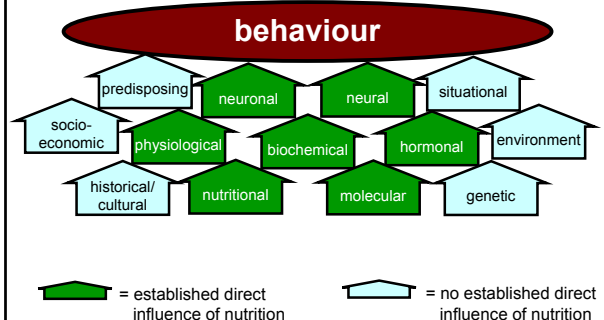 behaviour
predisposing
neuronal
neural
situational
socio-
economic
physiological
biochemical
hormonal
environment
historical/
cultural
nutritional
molecular
genetic
= established direct
influence of nutrition
= no established direct
influence of nutrition